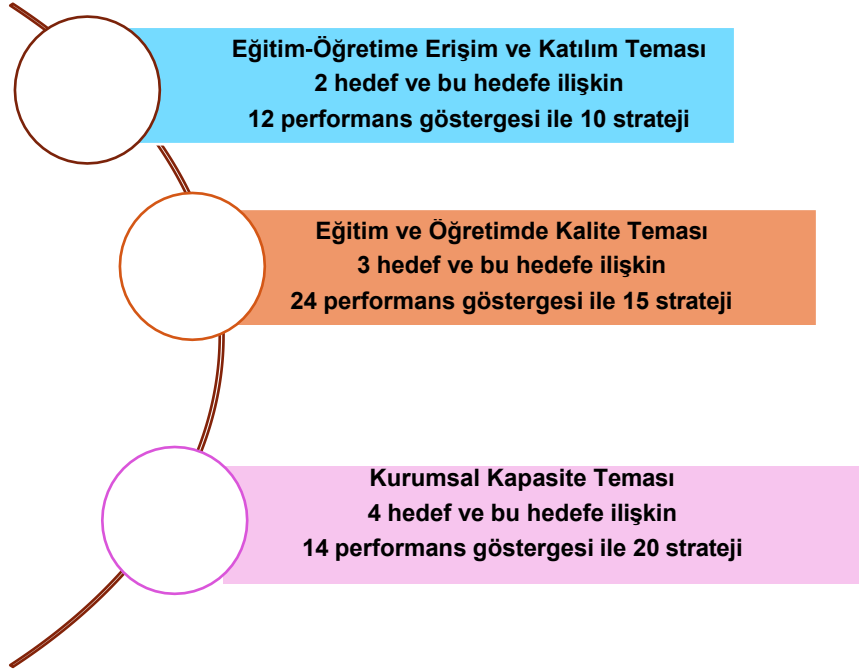 Eğitim-Öğretime Erişim ve Katılım Teması
2 hedef ve bu hedefe ilişkin
12 performans göstergesi ile 10 strateji
Eğitim ve Öğretimde Kalite Teması
3 hedef ve bu hedefe ilişkin
24 performans göstergesi ile 15 strateji
Kurumsal Kapasite Teması
4 hedef ve bu hedefe ilişkin
14 performans göstergesi ile 20 strateji